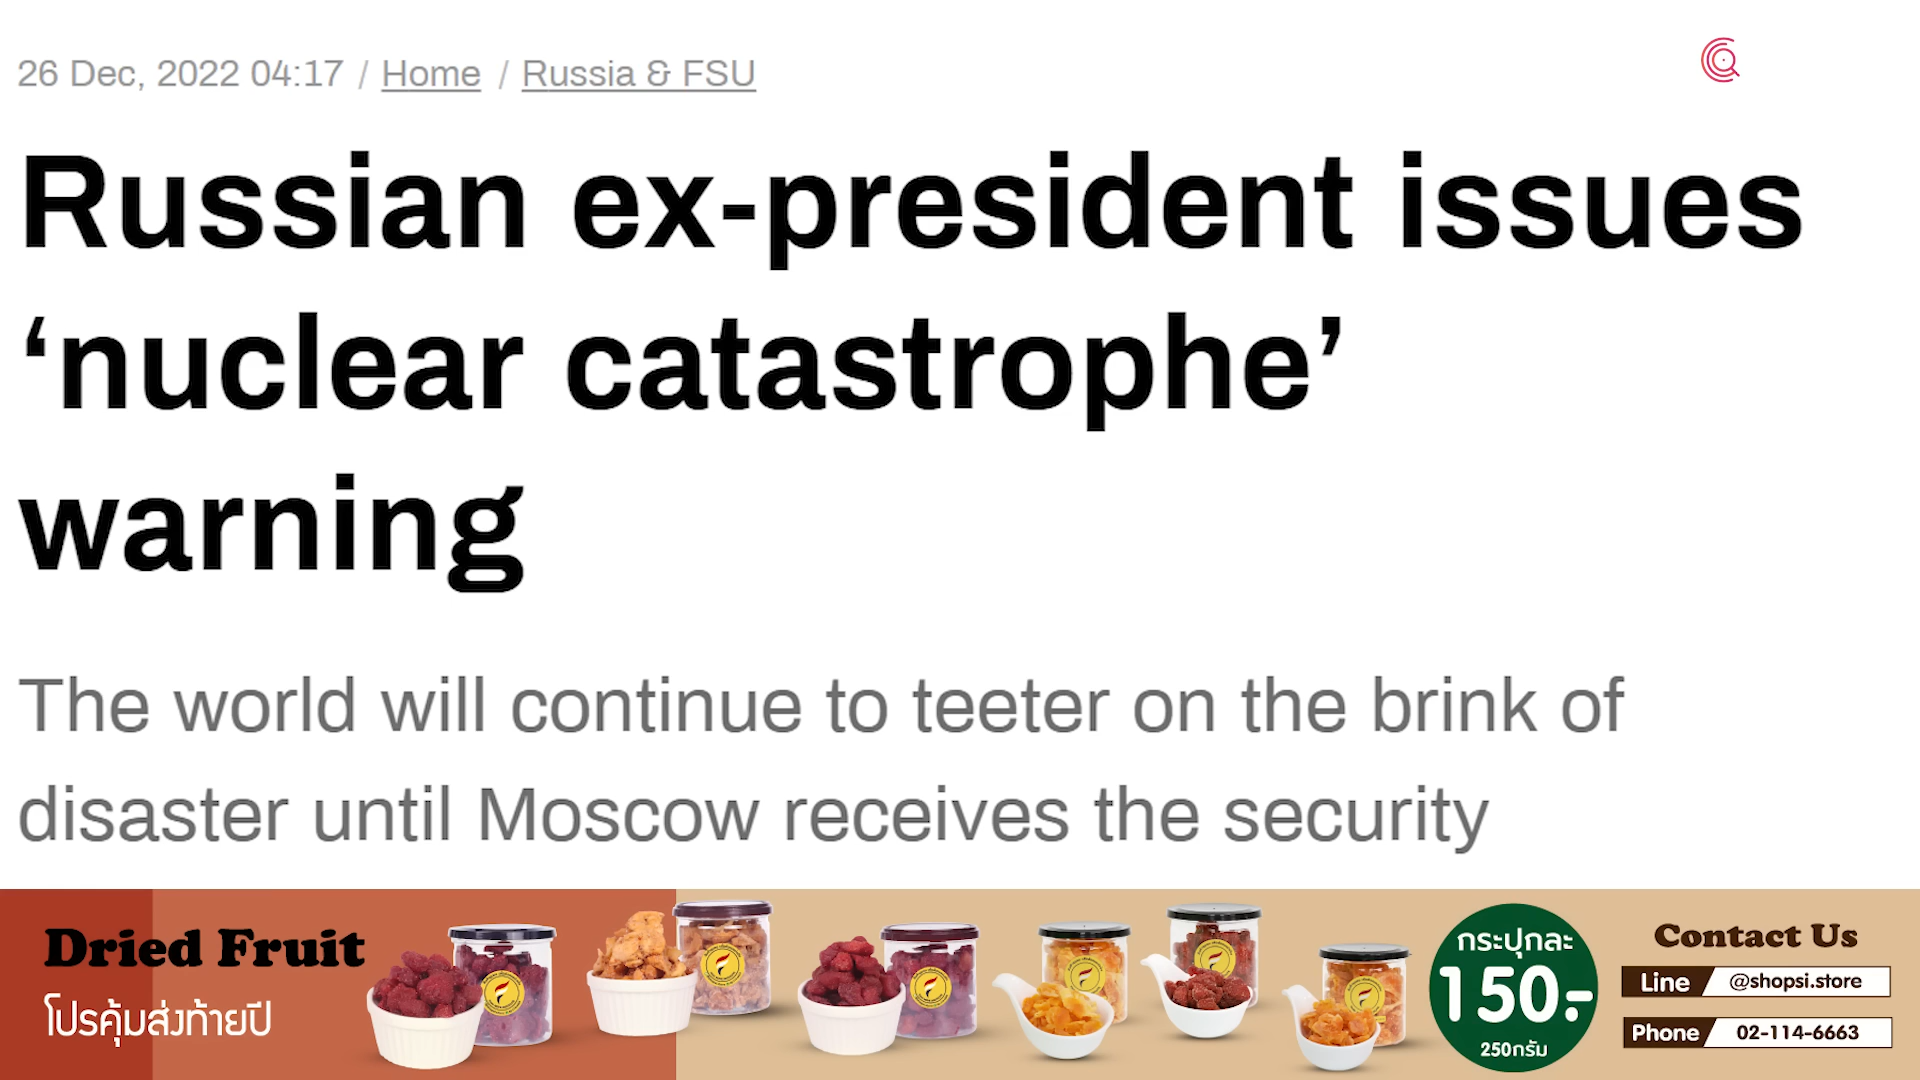 26 Dec, 2022 04:17 / Home / Russia & FSU
Russian ex-president issues
‘nuclear catastrophe’
warning
The world will continue to teeter on the brink of
disaster until Moscow receives the security
Dried Fruit
โปรคุ้มส่งท้ายปี
กระปุกละ
150.-
250กรัม
Contact Us
Line @shopsi.store
Phone 02-114-6663